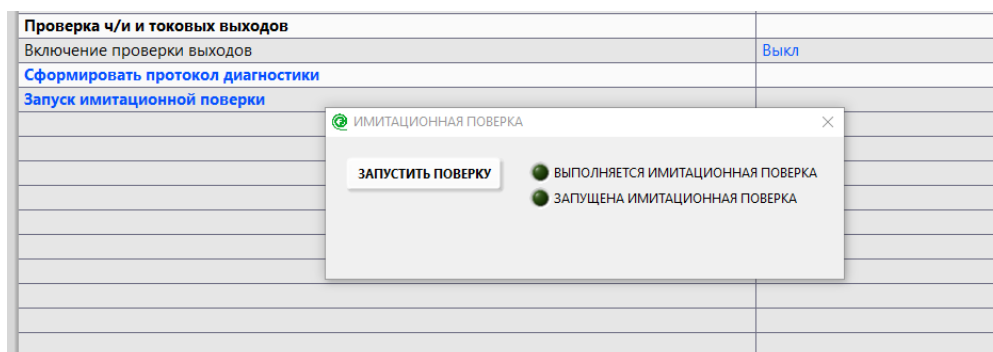 Проверка ч/и и токовых выходов
Включение проверки выходов Выкл
Сформировать протокол диагностики
Запуск имитационной поверки
ИМИТАЦИОННАЯ ПОВЕРКА
ЗАПУСТИТЬ ПОВЕРКУ ВЫПОЛНЯЕТСЯ ИМИТАЦИОННАЯ ПОВЕРКА
ЗАПУЩЕНА ИМИТАЦИОННАЯ ПОВЕРКА